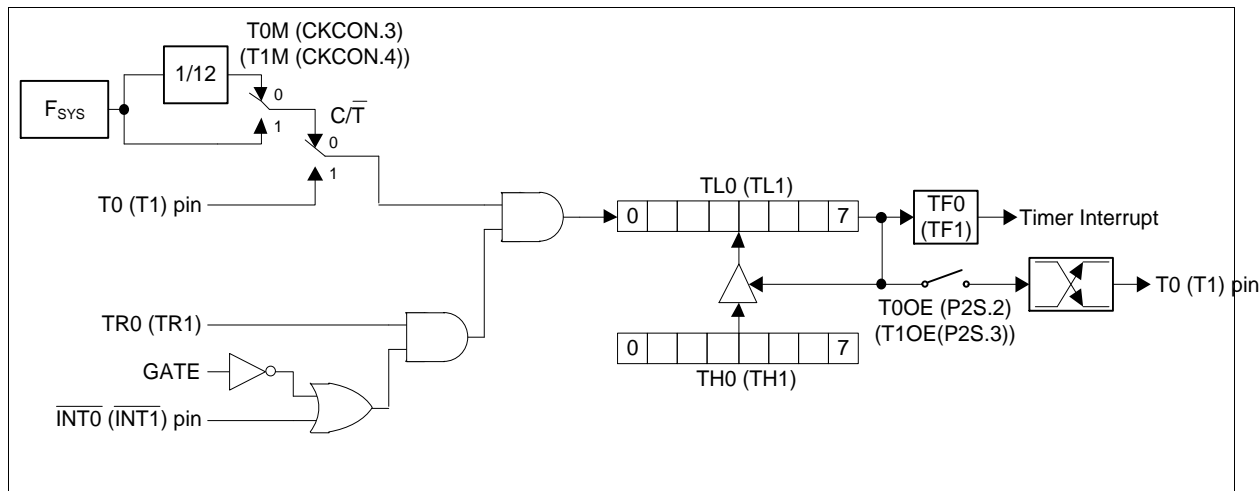 T0M (CKCON.3)
(T1M (CKCON.4))
1/12
FSYS
0
1
C/T̅
0
1
T0 (T1) pin
TL0 (TL1)
0 7
TF0
(TF1)
Timer Interrupt
T0 (T1) pin
T0OE (P2S.2)
(T1OE(P2S.3))
TR0 (TR1)
0 7
TH0 (TH1)
GATE
I̅N̅T̅0̅ (I̅N̅T̅1̅) pin